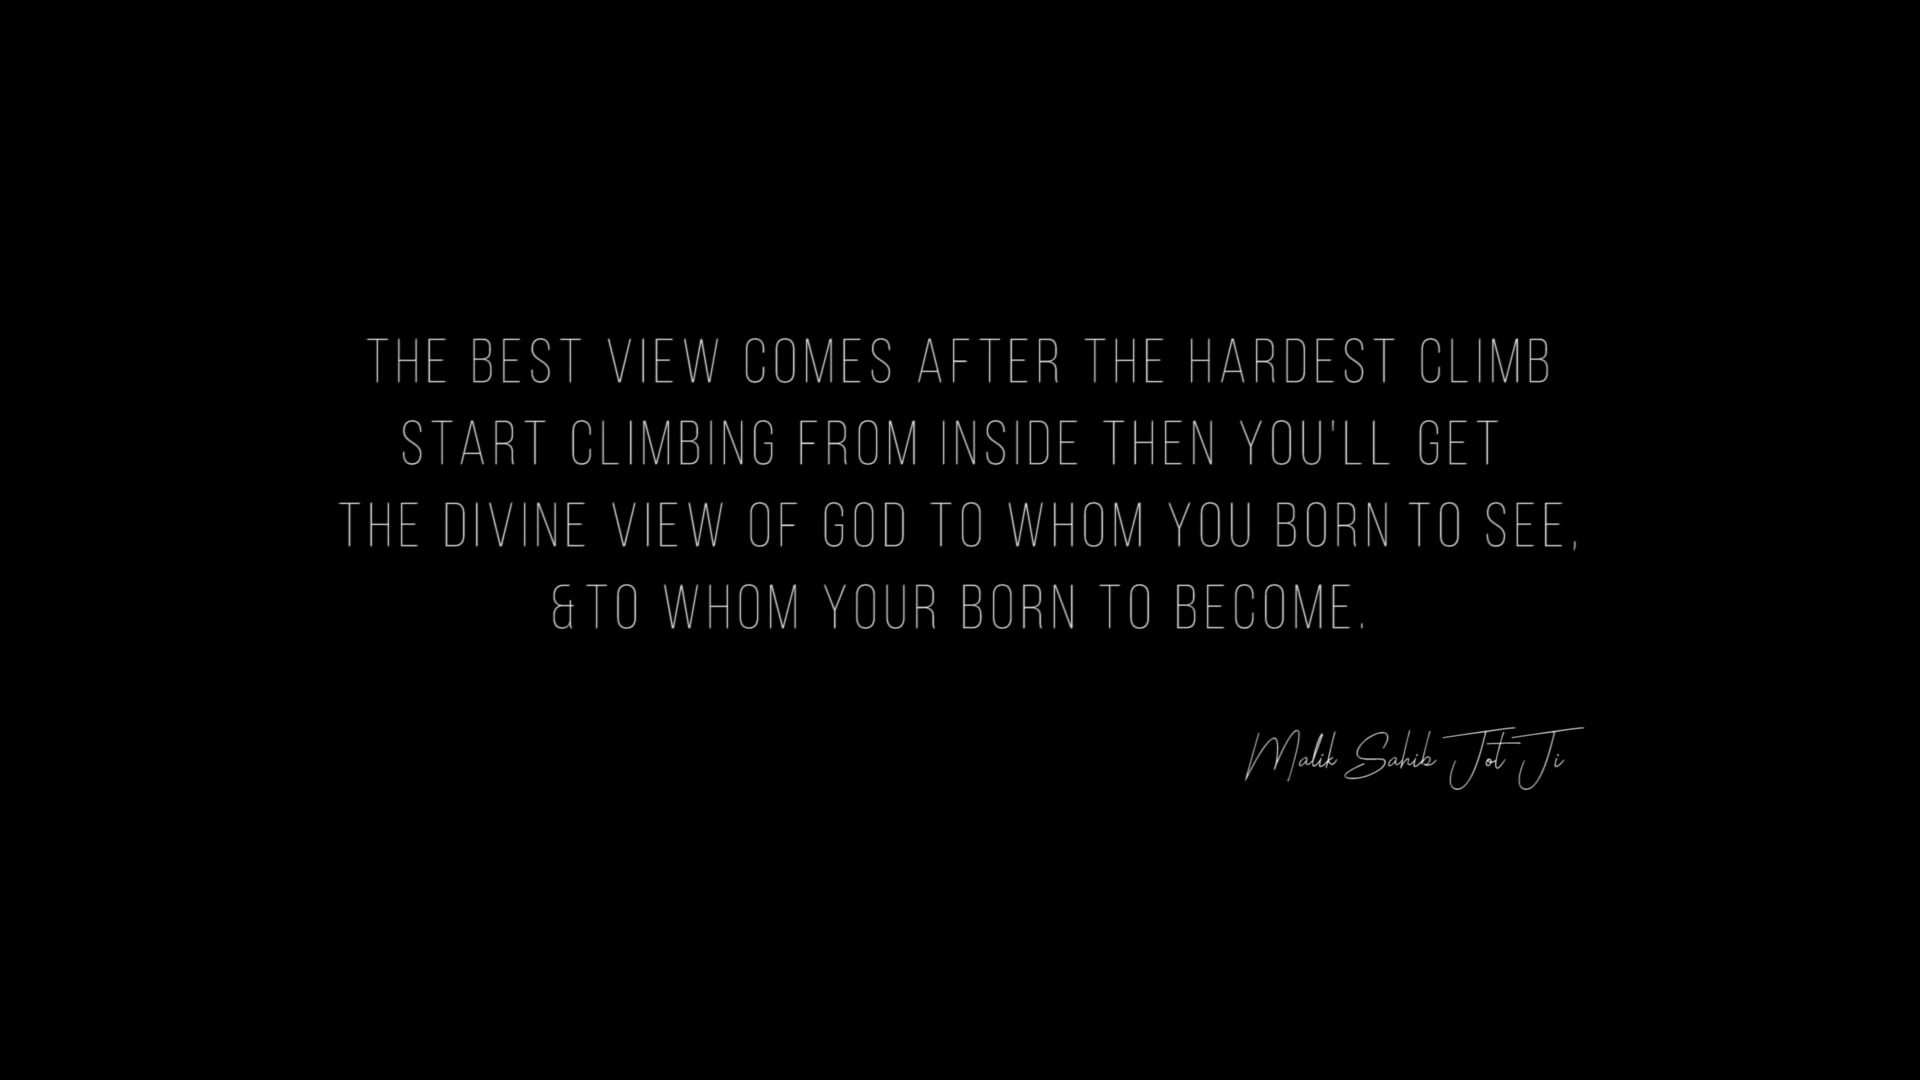 THE BEST VIEW COMES AFTER THE HARDEST CLIMB
START CLIMBING FROM INSIDE THEN YOU'LL GET
THE DIVINE VIEW OF GOD TO WHOM YOU BORN TO SEE,
&TO WHOM YOUR BORN TO BECOME.
Malik Sahib Jot Ji